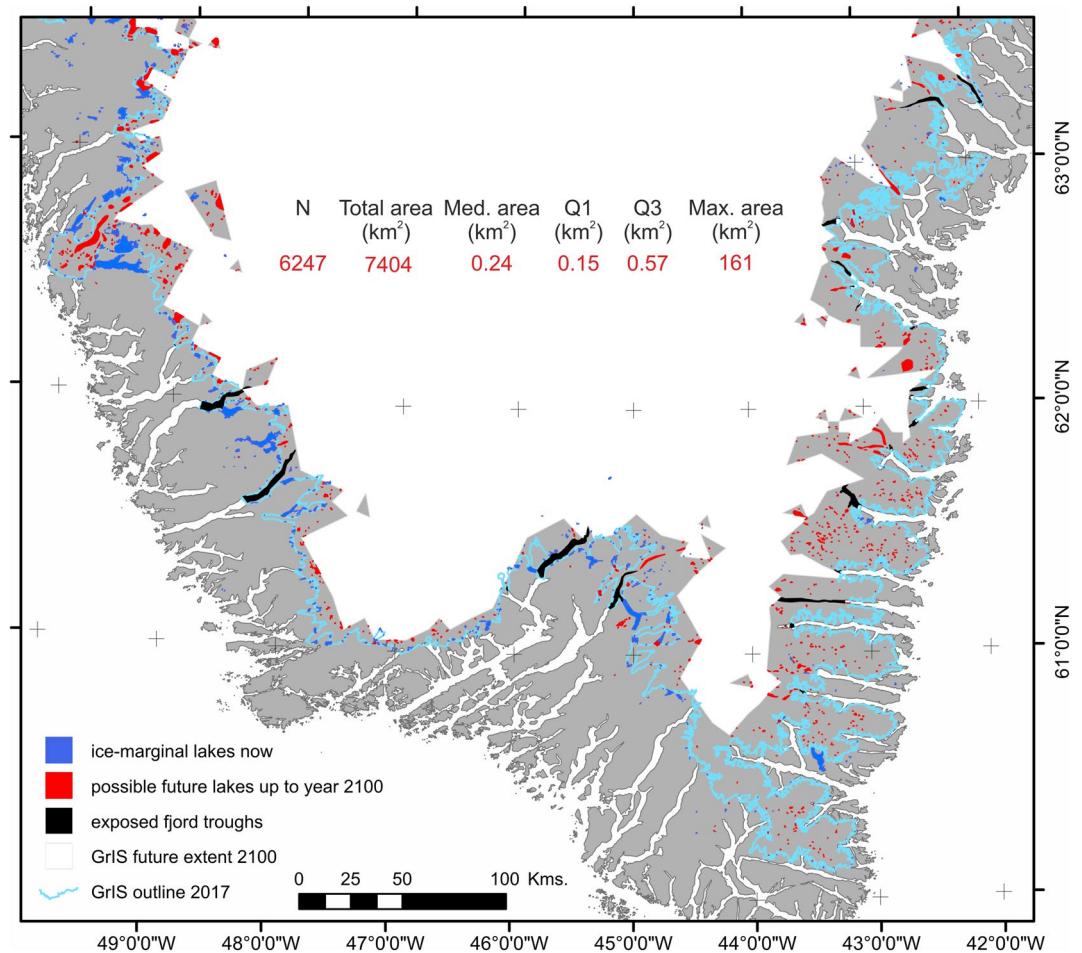 N Total area Med. area Q1 Q3 Max. area
(km²) (km²) (km²) (km²) (km²)
6247 7404 0.24 0.15 0.57 161
63°0'0"N
62°0'0"N
61°0'0"N
ice-marginal lakes now
possible future lakes up to year 2100
exposed fjord troughs
GrIS future extent 2100
GrIS outline 2017
0 25 50 100 Kms.
49°0'0"W 48°0'0"W 47°0'0"W 46°0'0"W 45°0'0"W 44°0'0"W 43°0'0"W 42°0'0"W